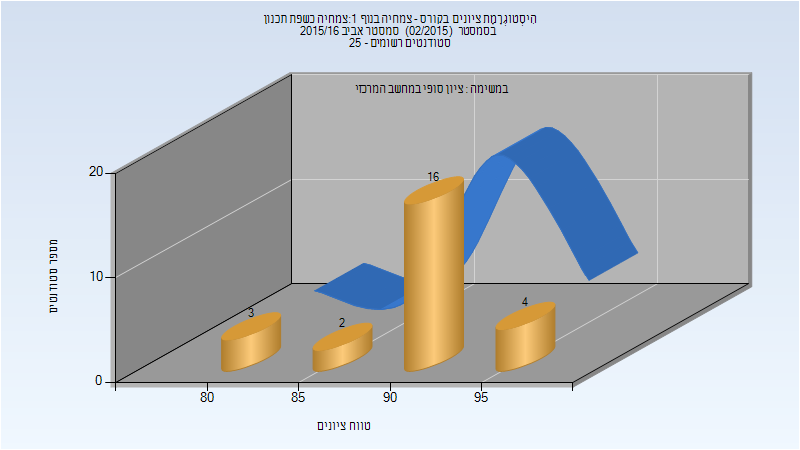 הִיסְטוֹגְרָמַת ציונים בקורס - צמחיה בנוף 1:צמחיה כשפת תכנון
בסמסטר (02/2015) סמסטר אביב 2015/16
סטודנטים רשומים - 25
במשימה : ציון סופי במחשב המרכזי
20
10
0
מספר סטודנטים
3
2
16
4
80
85
90
95
טווח ציונים